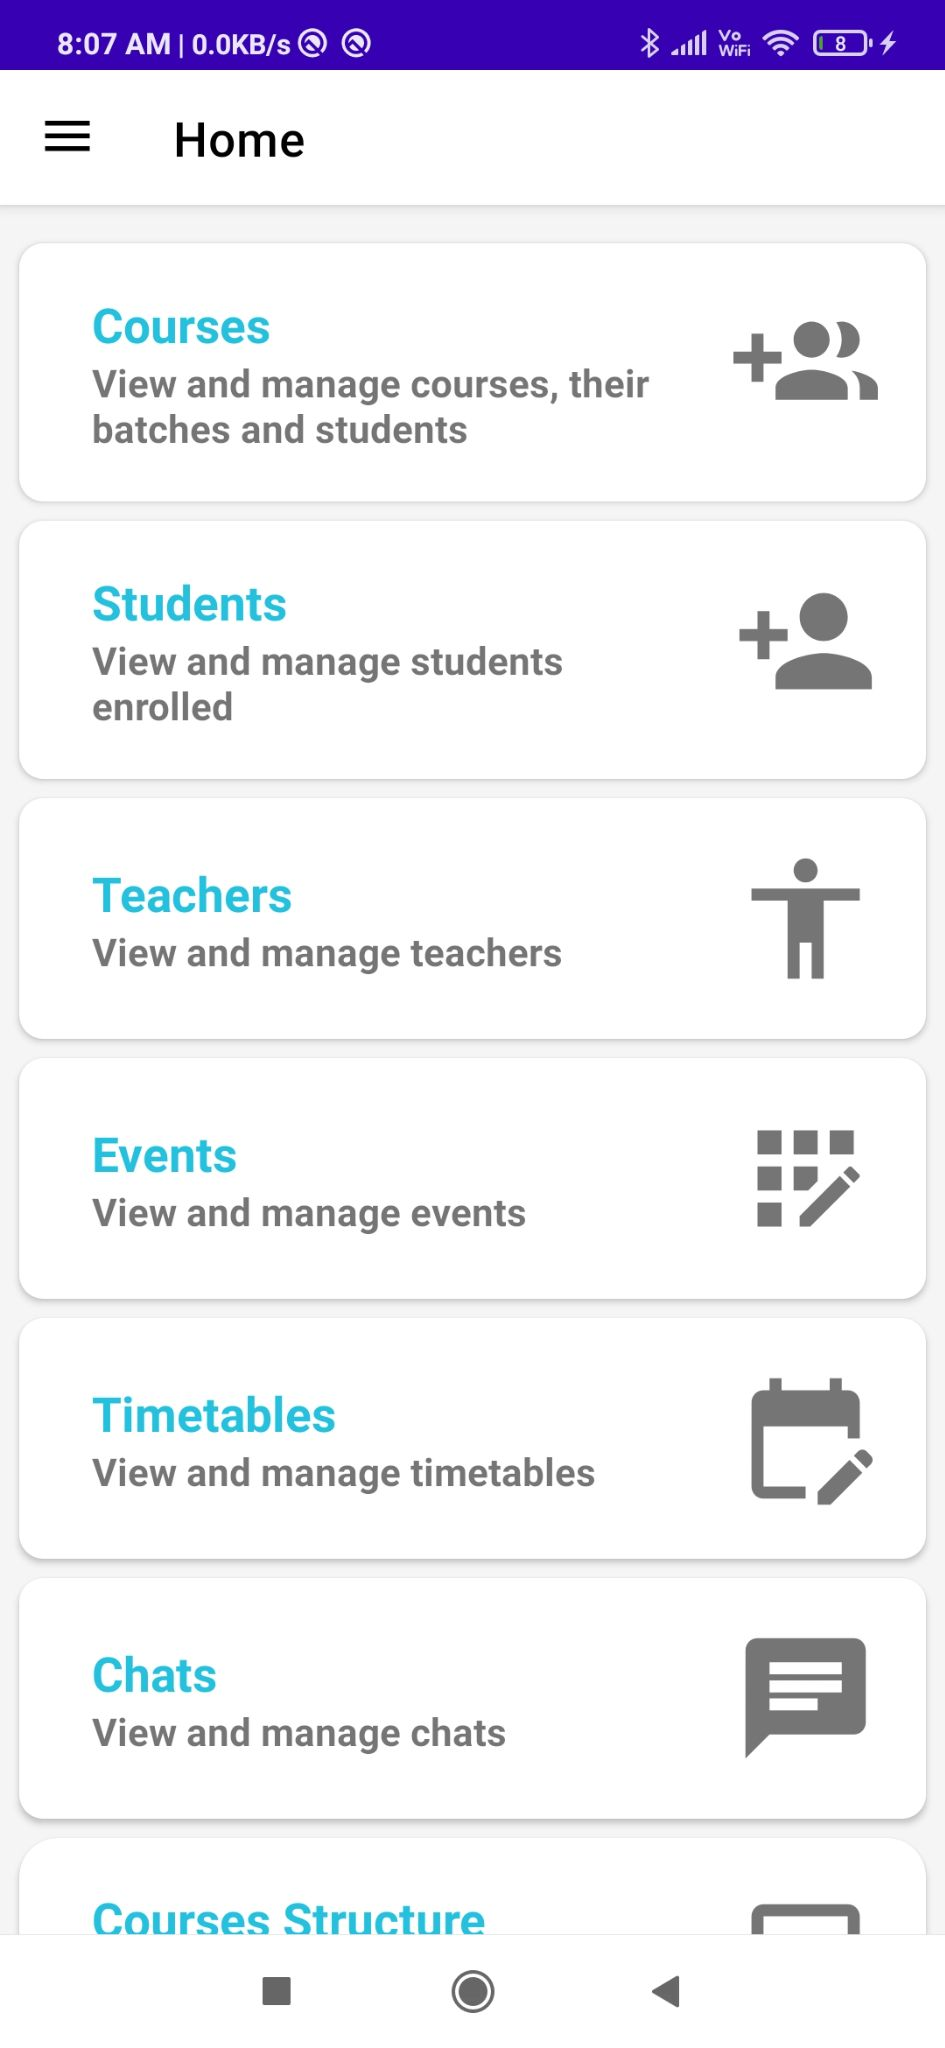 8:07 AM | 0.0KB/s
Vo
WiFi
8
Home
Courses
View and manage courses, their
batches and students
Students
View and manage students
enrolled
Teachers
View and manage teachers
Events
View and manage events
Timetables
View and manage timetables
Chats
View and manage chats
Courses Structure